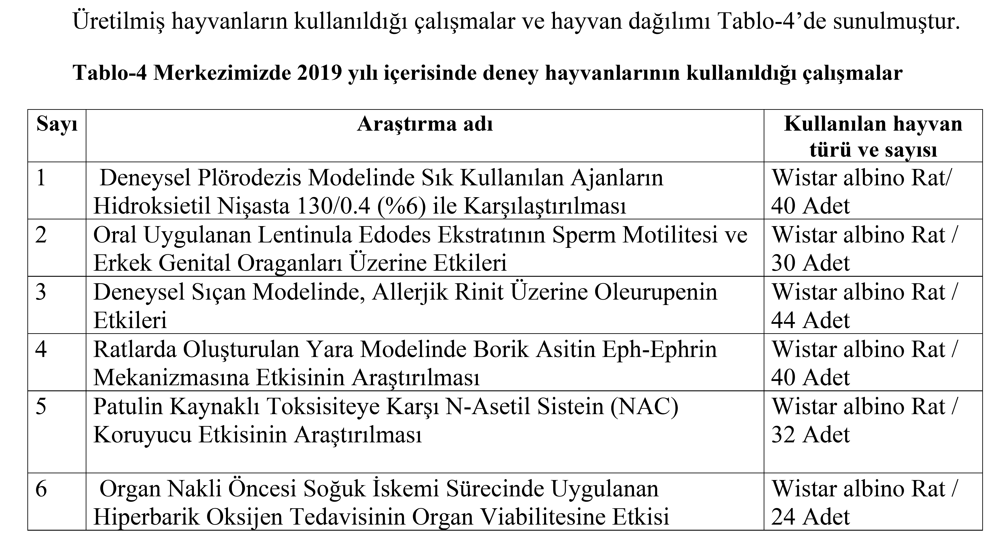 Üretilmiş hayvanların kullanıldığı çalışmalar ve hayvan dağılımı Tablo-4’de sunulmuştur.
Tablo-4 Merkezimizde 2019 yılı içerisinde deney hayvanlarının kullanıldığı çalışmalar
Sayı Araştırma adı Kullanılan hayvan
türü ve sayısı
1 Deneysel Plörodezis Modelinde Sık Kullanılan Ajanların Wistar albino Rat/
Hidroksietil Nişasta 130/0.4 (%6) ile Karşılaştırılması 40 Adet
2 Oral Uygulanan Lentinula Edodes Ekstratının Sperm Motilitesi ve Wistar albino Rat /
Erkek Genital Oraganları Üzerine Etkileri 30 Adet
3 Deneysel Sıçan Modelinde, Allerjik Rinit Üzerine Oleurupenin Wistar albino Rat /
Etkileri 44 Adet
4 Ratlarda Oluşturulan Yara Modelinde Borik Asitin Eph-Ephrin Wistar albino Rat /
Mekanizmasına Etkisinin Araştırılması 40 Adet
5 Patulin Kaynaklı Toksisiteye Karşı N-Asetil Sistein (NAC) Wistar albino Rat /
Koruyucu Etkisinin Araştırılması 32 Adet
6 Organ Nakli Öncesi Soğuk İskemi Sürecinde Uygulanan Wistar albino Rat /
Hiperbarik Oksijen Tedavisinin Organ Viabilitesine Etkisi 24 Adet